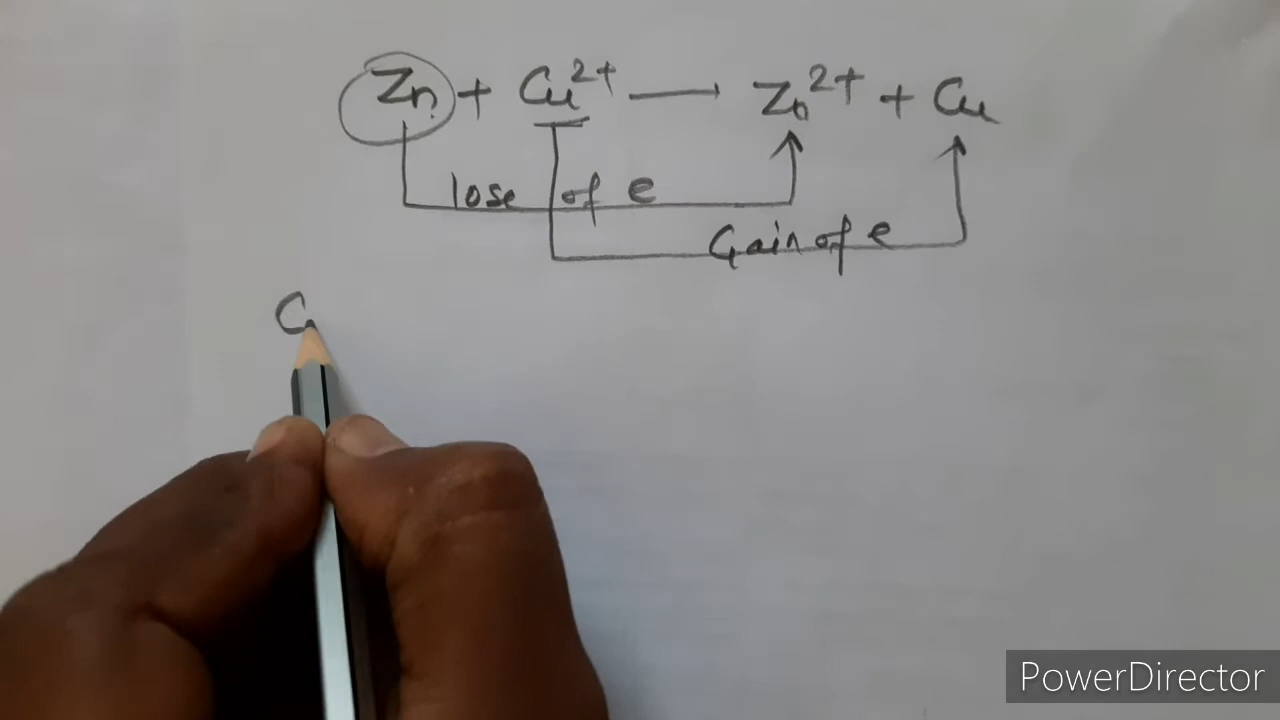 Zn + Cu²⁺ → Zn²⁺ + Cu
lose of e
Gain of e
C
PowerDirector